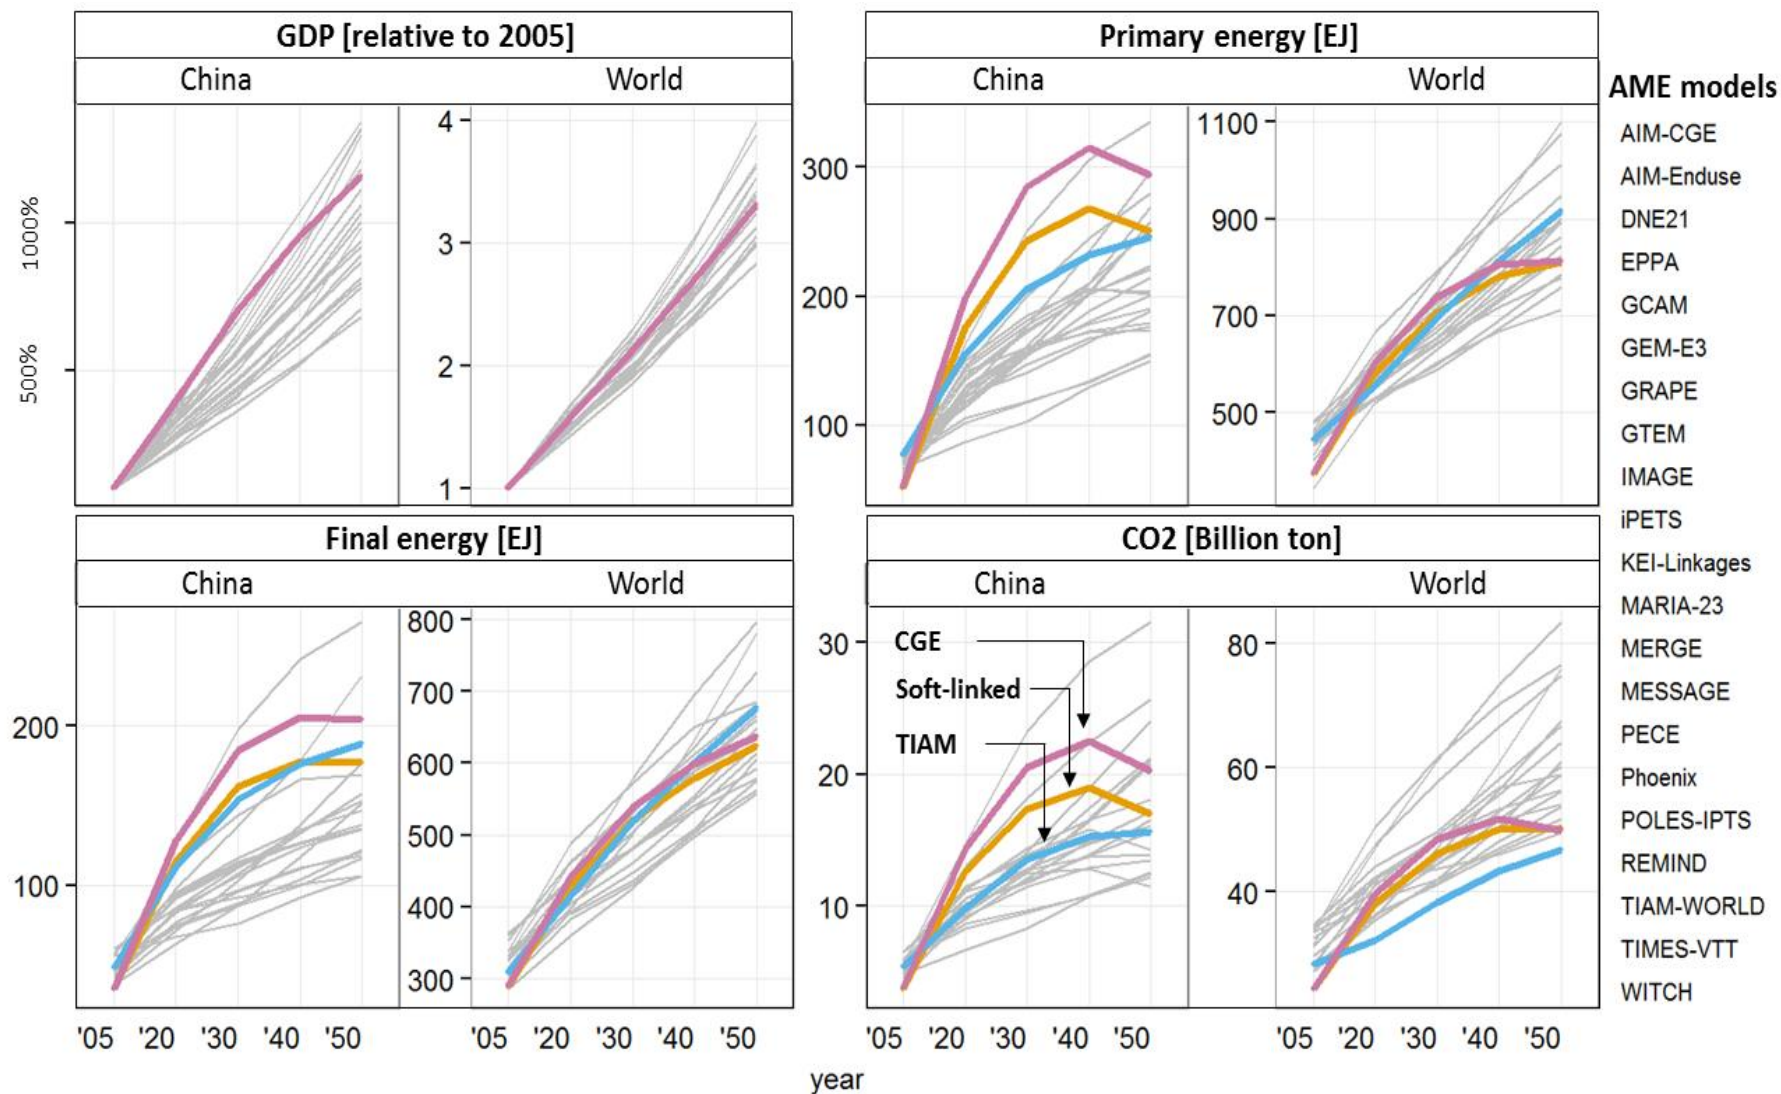 GDP [relative to 2005]
China
World
1000%
500%
4
3
2
1
Primary energy [EJ]
China
World
300
200
100
1100
900
700
500
Final energy [EJ]
China
World
200
100
800
700
600
500
400
300
CO2 [Billion ton]
China
World
30
20
10
CGE
Soft-linked
TIAM
80
60
40
'05 '20 '30 '40 '50
'05 '20 '30 '40 '50
'05 '20 '30 '40 '50
'05 '20 '30 '40 '50
year
AME models
AIM-CGE
AIM-Enduse
DNE21
EPPA
GCAM
GEM-E3
GRAPE
GTEM
IMAGE
iPETS
KEI-Linkages
MARIA-23
MERGE
MESSAGE
PECE
Phoenix
POLES-IPTS
REMIND
TIAM-WORLD
TIMES-VTT
WITCH